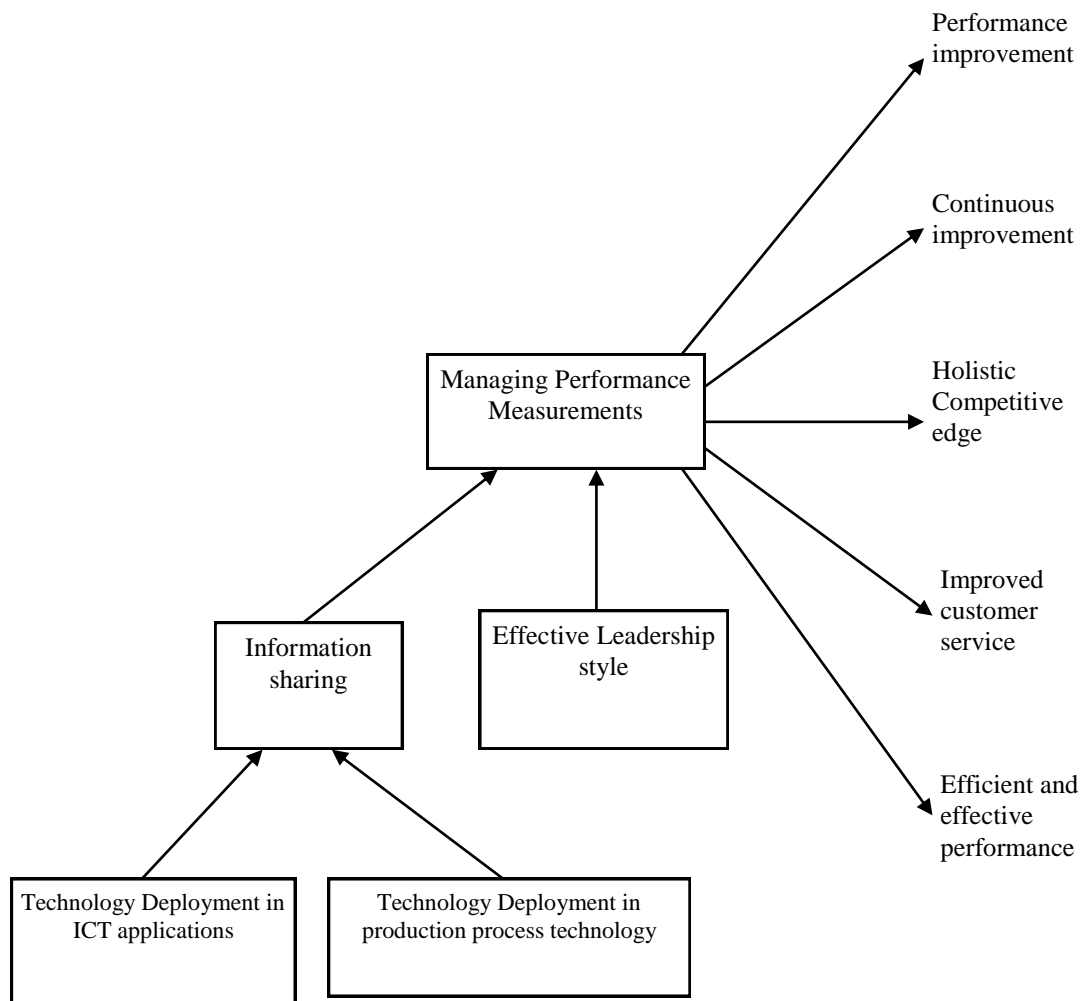 Performance
improvement
Continuous
improvement
Managing Performance
Measurements
Holistic
Competitive
edge
Information
sharing
Effective Leadership
style
Improved
customer
service
Efficient and
effective
performance
Technology Deployment in
ICT applications
Technology Deployment in
production process technology